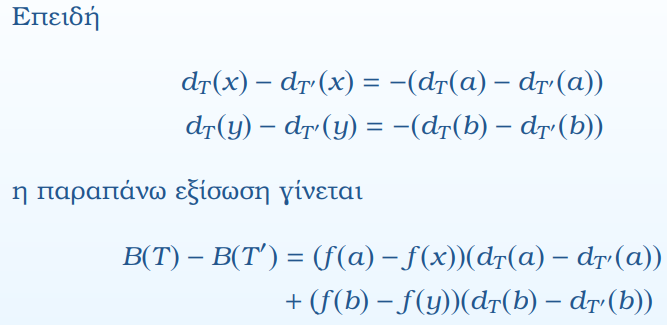 Επειδή
d_T(x) − d_{T′}(x) = −(d_T(a) − d_{T′}(a))
d_T(y) − d_{T′}(y) = −(d_T(b) − d_{T′}(b))
η παραπάνω εξίσωση γίνεται
B(T) − B(T′) = (f(a) − f(x))(d_T(a) − d_{T′}(a))
+ (f(b) − f(y))(d_T(b) − d_{T′}(b))